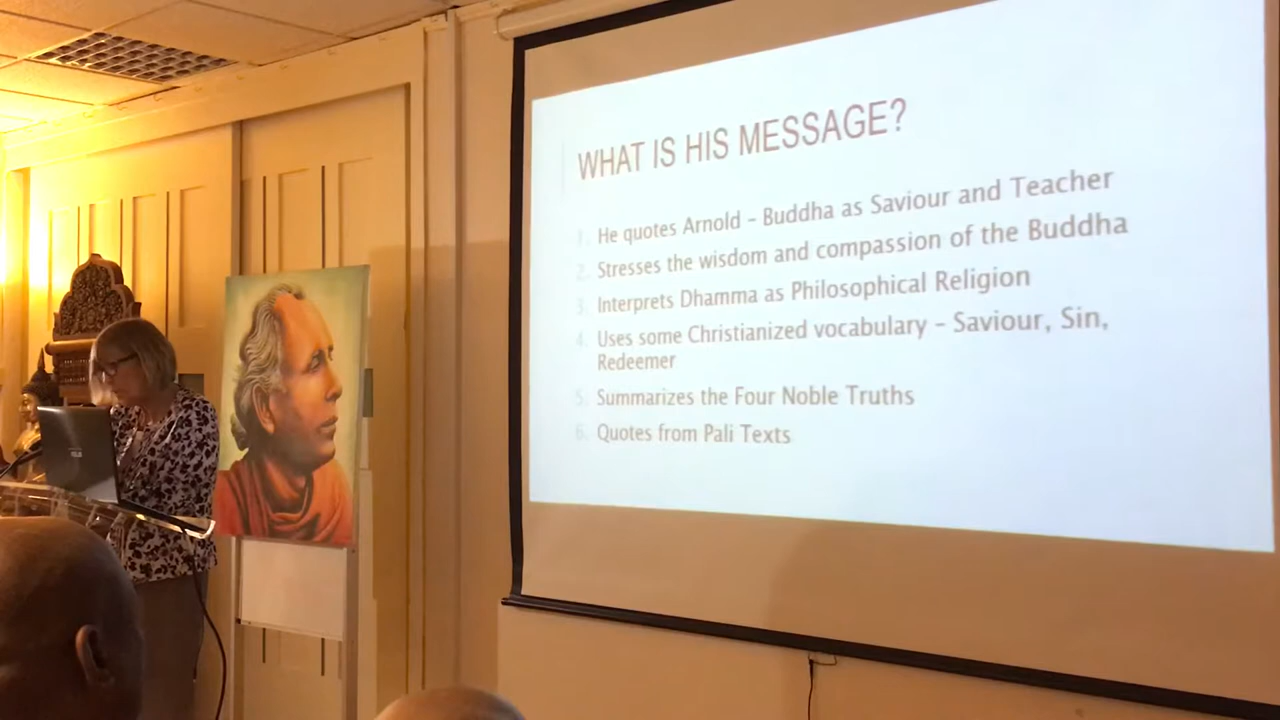 WHAT IS HIS MESSAGE?
1. He quotes Arnold – Buddha as Saviour and Teacher
2. Stresses the wisdom and compassion of the Buddha
3. Interprets Dhamma as Philosophical Religion
4. Uses some Christianized vocabulary – Saviour, Sin,
Redeemer
5. Summarizes the Four Noble Truths
6. Quotes from Pali Texts